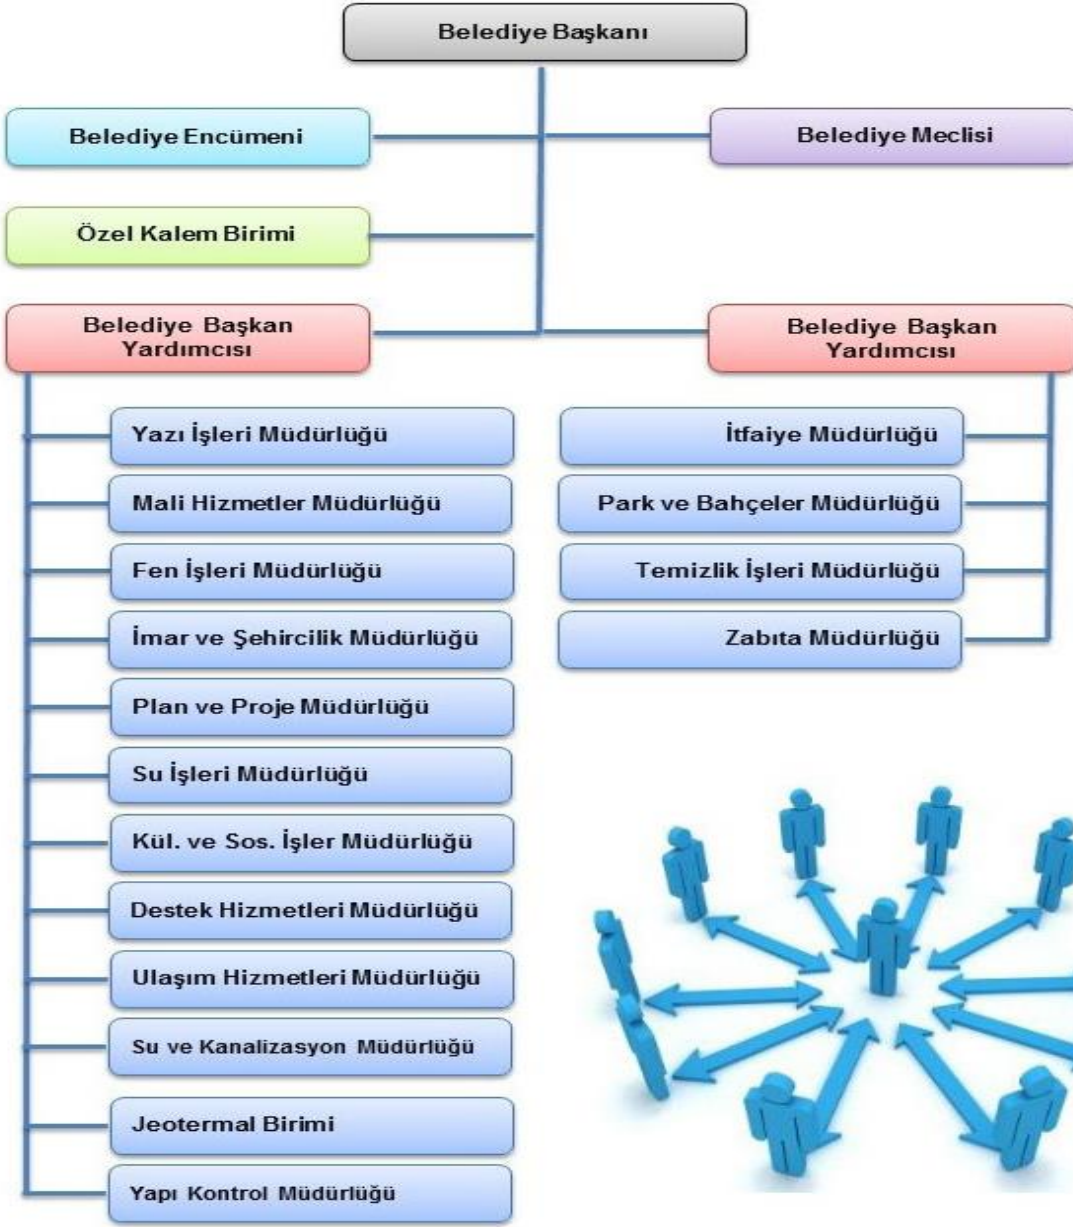 Belediye Başkanı
Belediye Encümeni
Belediye Meclisi
Özel Kalem Birimi
Belediye Başkan
Yardımcısı
Belediye Başkan
Yardımcısı
Yazı İşleri Müdürlüğü
Mali Hizmetler Müdürlüğü
Fen İşleri Müdürlüğü
İmar ve Şehircilik Müdürlüğü
Plan ve Proje Müdürlüğü
Su İşleri Müdürlüğü
Kül. ve Sos. İşler Müdürlüğü
Destek Hizmetleri Müdürlüğü
Ulaşım Hizmetleri Müdürlüğü
Su ve Kanalizasyon Müdürlüğü
Jeotermal Birimi
Yapı Kontrol Müdürlüğü
İtfaiye Müdürlüğü
Park ve Bahçeler Müdürlüğü
Temizlik İşleri Müdürlüğü
Zabıta Müdürlüğü